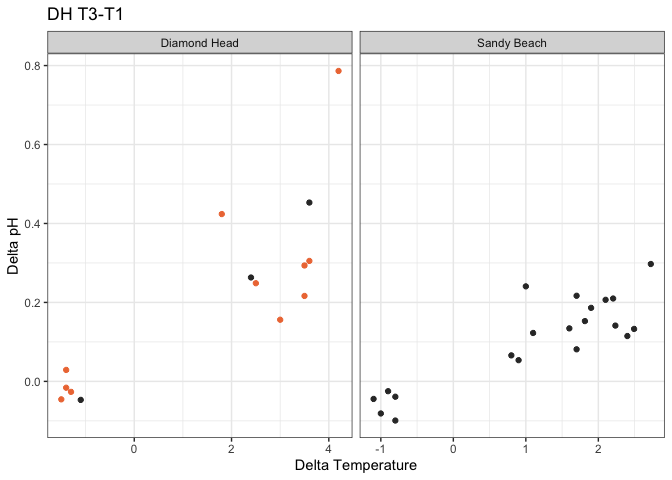 DH T3-T1
Diamond Head
Sandy Beach
0.8
0.6
0.4
0.2
0.0
Delta pH
0 2 4
-1 0 1 2
Delta Temperature